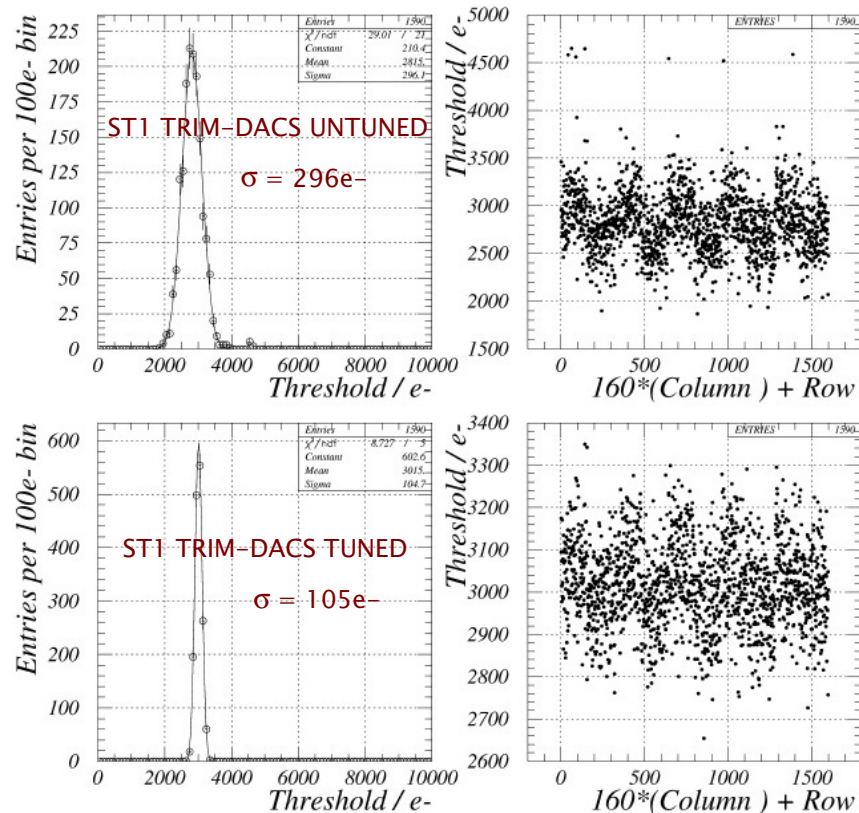 Entries 1590
χ²/ndf 29.01 / 21
Constant 210.4
Mean 2815.
Sigma 296.1
ST1 TRIM-DACS UNTUNED
σ = 296e-
Entries per 100e- bin
225
200
175
150
125
100
75
50
25
0
0 2000 4000 6000 8000 10000
Threshold / e-
ENTRIES 1590
Threshold / e-
5000
4500
4000
3500
3000
2500
2000
1500
0 500 1000 1500
160*(Column ) + Row
Entries 1590
χ²/ndf 8.727 / 5
Constant 602.6
Mean 3015.
Sigma 104.7
ST1 TRIM-DACS TUNED
σ = 105e-
Entries per 100e- bin
600
500
400
300
200
100
0
0 2000 4000 6000 8000 10000
Threshold / e-
ENTRIES 1590
Threshold / e-
3400
3300
3200
3100
3000
2900
2800
2700
2600
0 500 1000 1500
160*(Column ) + Row